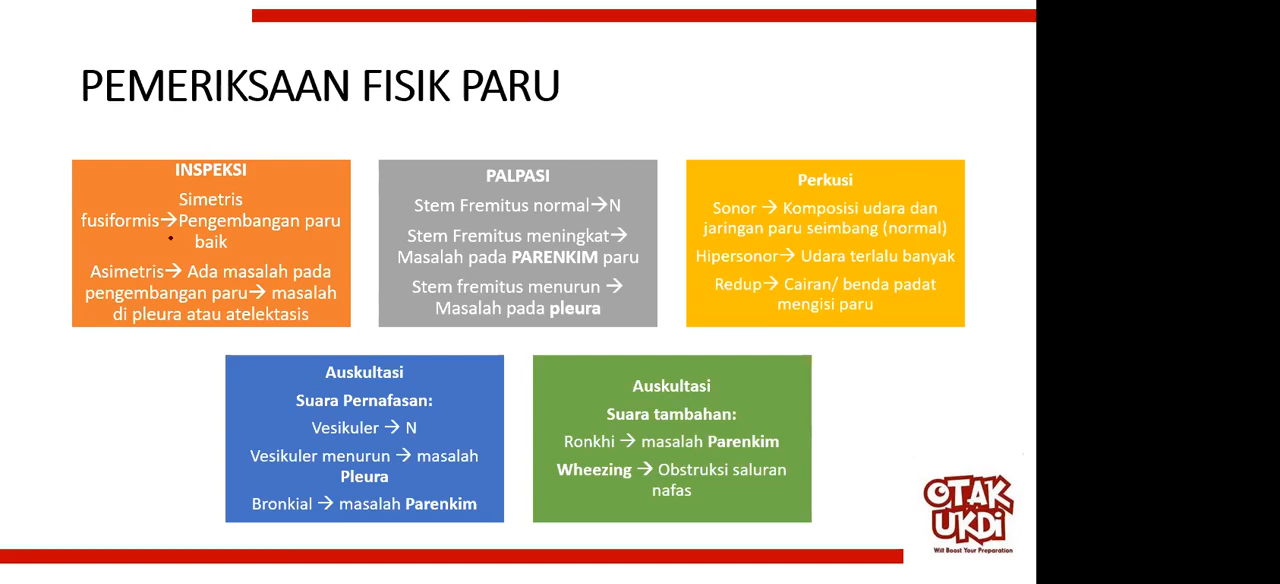 PEMERIKSAAN FISIK PARU
INSPEKSI
Simetris
fusiformis→Pengembangan paru
baik
Asimetris→ Ada masalah pada
pengembangan paru→ masalah
di pleura atau atelektasis
PALPASI
Stem Fremitus normal→N
Stem Fremitus meningkat→
Masalah pada PARENKIM paru
Stem fremitus menurun →
Masalah pada pleura
Perkusi
Sonor → Komposisi udara dan
jaringan paru seimbang (normal)
Hipersonor→ Udara terlalu banyak
Redup→ Cairan/ benda padat
mengisi paru
Auskultasi
Suara Pernafasan:
Vesikuler → N
Vesikuler menurun → masalah
Pleura
Bronkial → masalah Parenkim
Auskultasi
Suara tambahan:
Ronkhi → masalah Parenkim
Wheezing → Obstruksi saluran
nafas
OTAK
UKDi
Will Boost Your Preparation